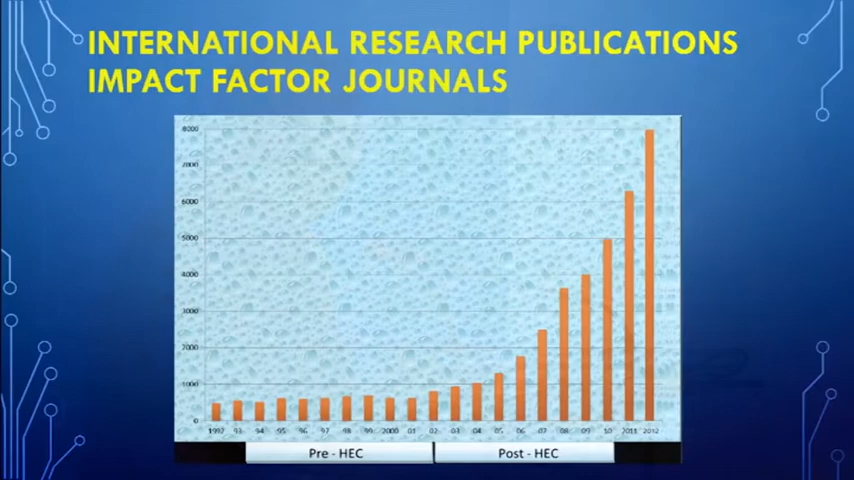 INTERNATIONAL RESEARCH PUBLICATIONS
IMPACT FACTOR JOURNALS
8000
7000
6000
5000
4000
3000
2000
1000
0
1992 93 94 95 96 97 98 99 2000 01 02 03 04 05 06 07 08 09 10 2011 2012
Pre - HEC Post - HEC